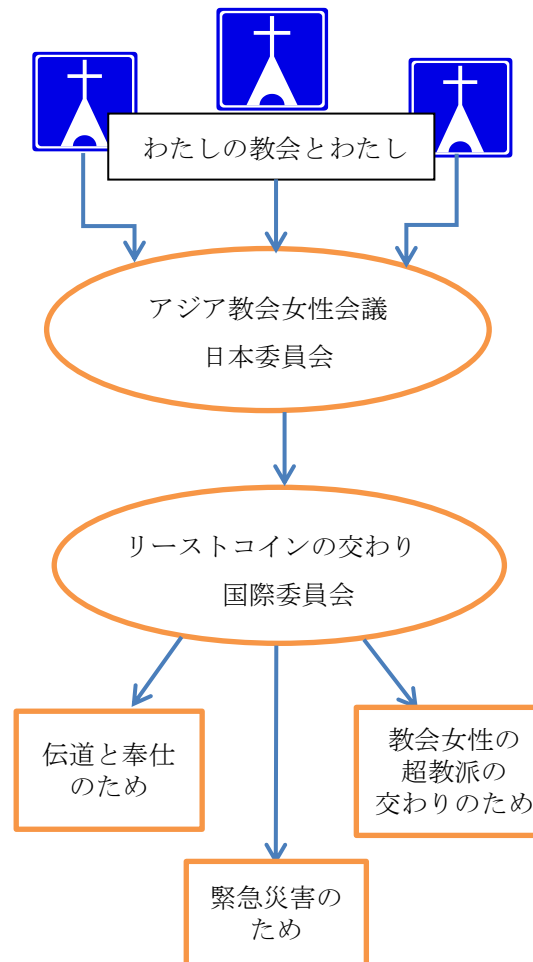 わたしの教会とわたし
アジア教会女性会議
日本委員会
リーストコインの交わり
国際委員会
伝道と奉仕
のため
教会女性の
超教派の
交わりのため
緊急災害の
ため